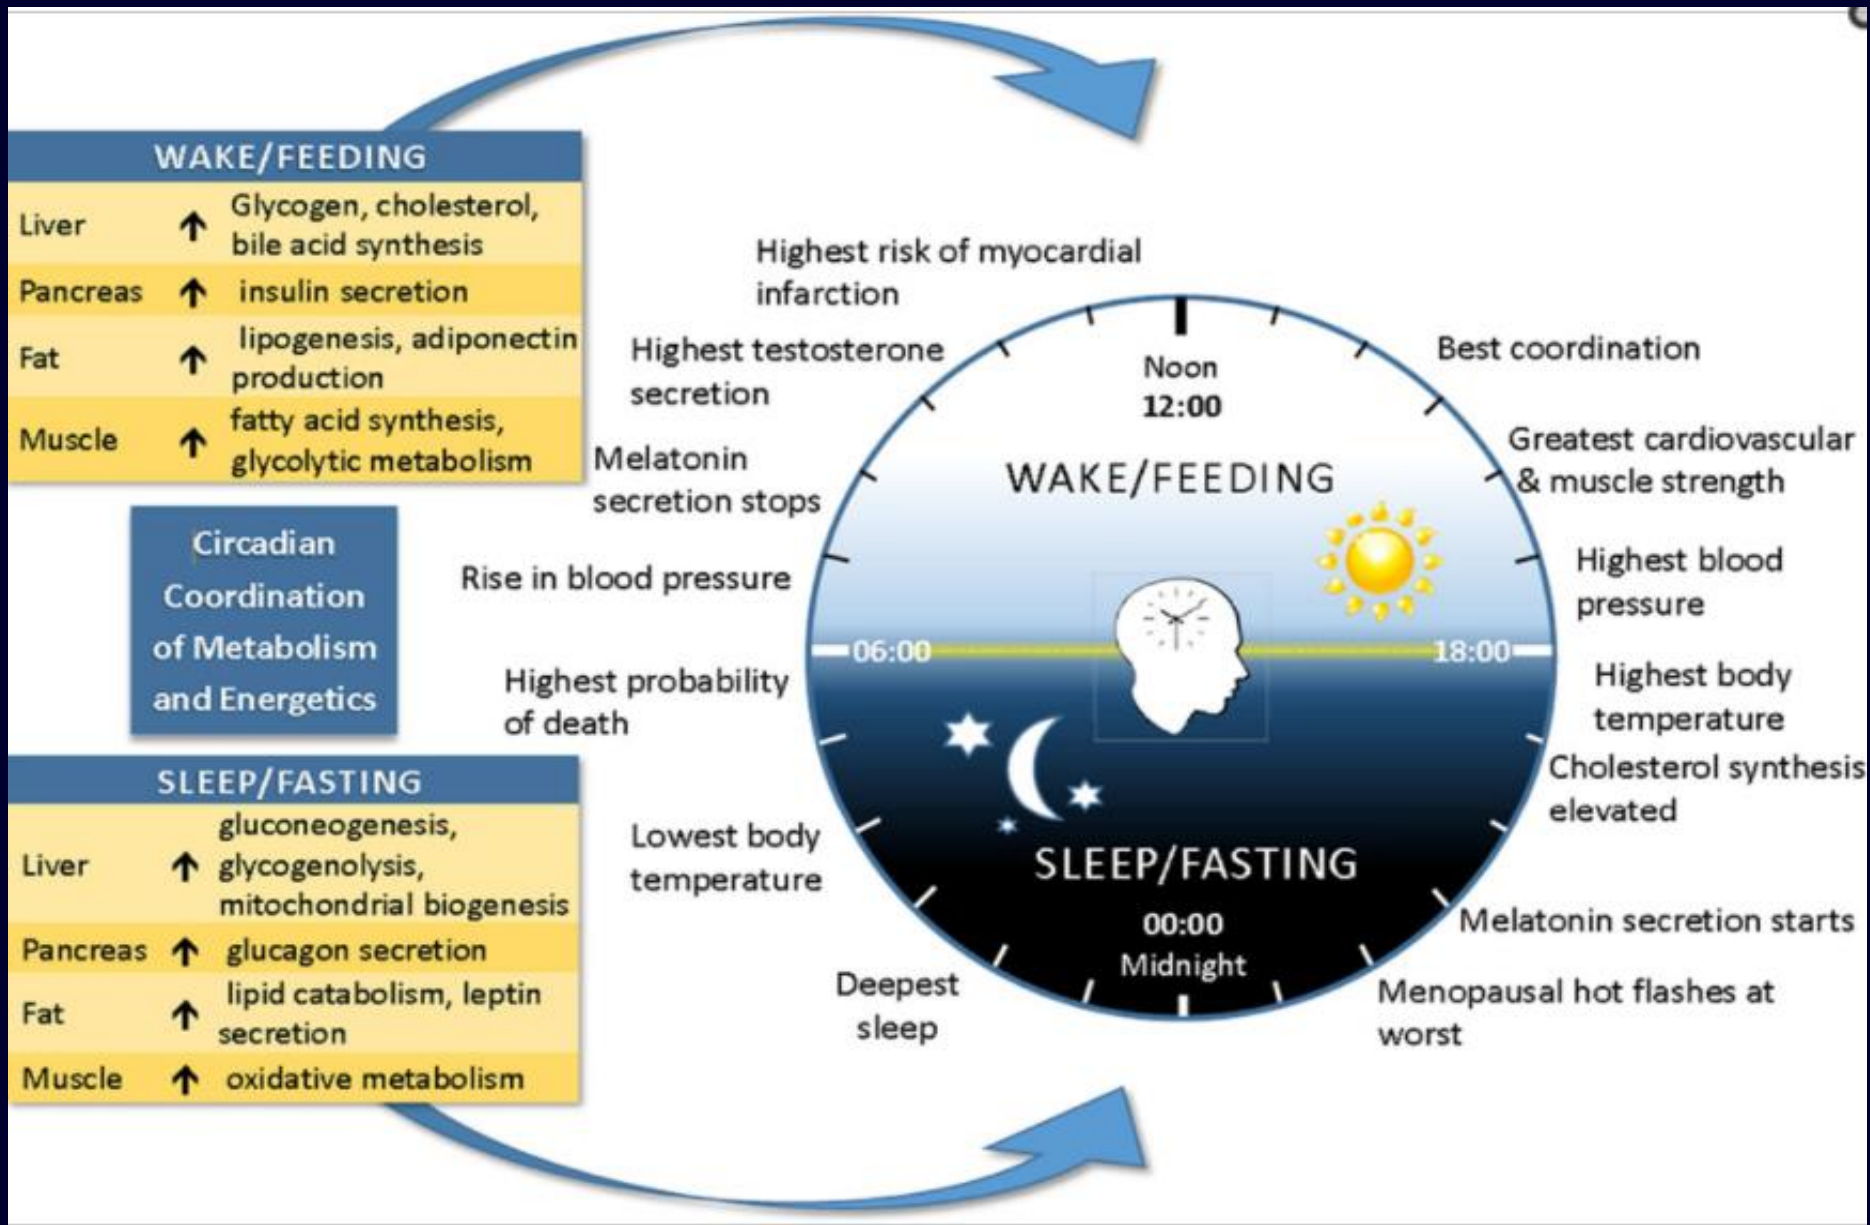 WAKE/FEEDING
Liver ↑ Glycogen, cholesterol,
bile acid synthesis
Pancreas ↑ insulin secretion
Fat ↑ lipogenesis, adiponectin
production
Muscle ↑ fatty acid synthesis,
glycolytic metabolism
Circadian
Coordination
of Metabolism
and Energetics
SLEEP/FASTING
Liver ↑ gluconeogenesis,
glycogenolysis,
mitochondrial biogenesis
Pancreas ↑ glucagon secretion
Fat ↑ lipid catabolism, leptin
secretion
Muscle ↑ oxidative metabolism
Highest risk of myocardial
infarction
Highest testosterone
secretion
Melatonin
secretion stops
Rise in blood pressure
Highest probability
of death
Lowest body
temperature
Deepest
sleep
Noon
12:00
WAKE/FEEDING
06:00
18:00
SLEEP/FASTING
00:00
Midnight
Best coordination
Greatest cardiovascular
& muscle strength
Highest blood
pressure
Highest body
temperature
Cholesterol synthesis
elevated
Melatonin secretion starts
Menopausal hot flashes at
worst